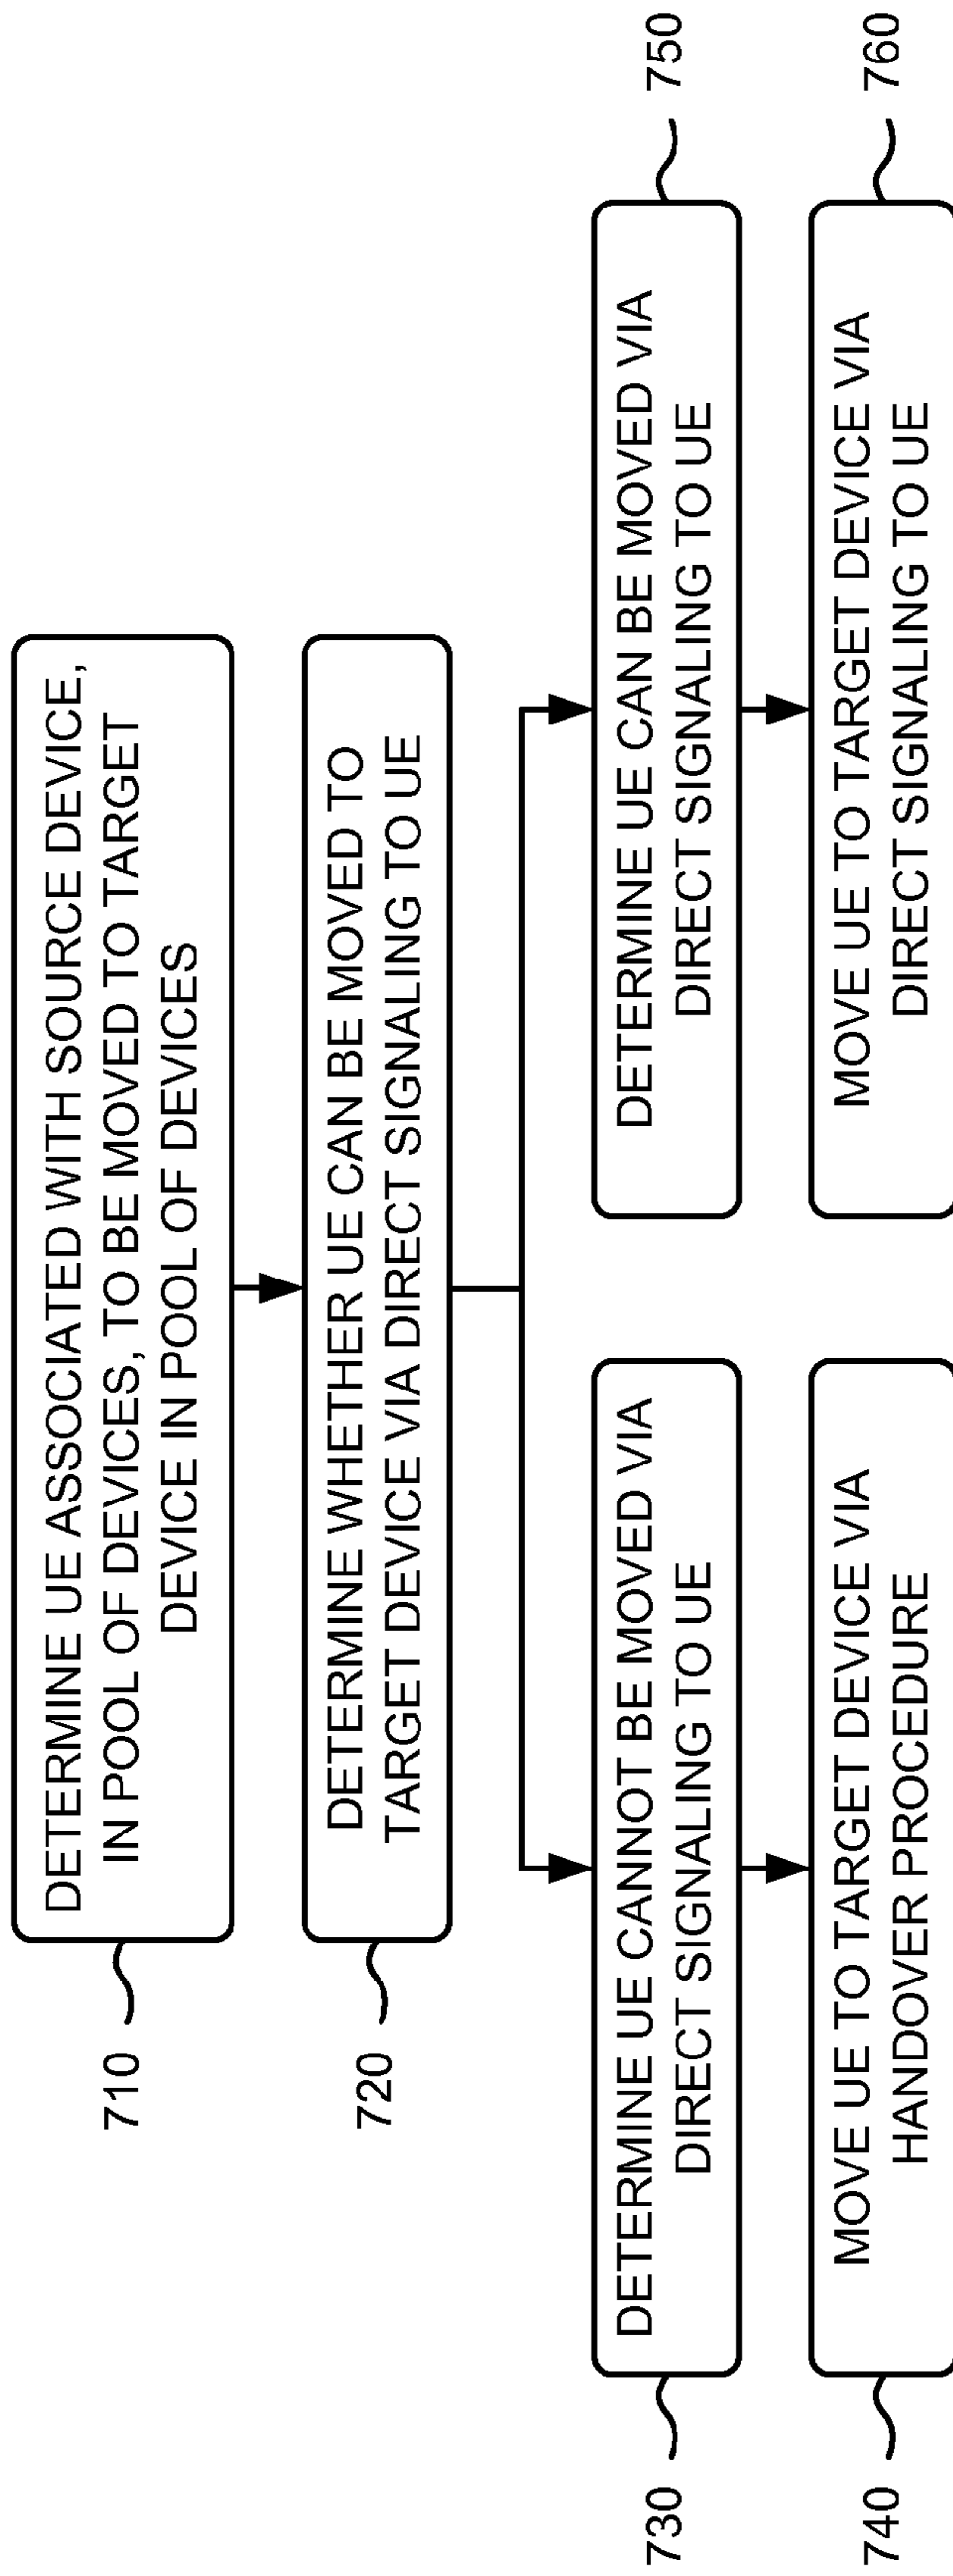 710
DETERMINE UE ASSOCIATED WITH SOURCE DEVICE,
IN POOL OF DEVICES, TO BE MOVED TO TARGET
DEVICE IN POOL OF DEVICES
720
DETERMINE WHETHER UE CAN BE MOVED TO
TARGET DEVICE VIA DIRECT SIGNALING TO UE
730
DETERMINE UE CANNOT BE MOVED VIA
DIRECT SIGNALING TO UE
740
MOVE UE TO TARGET DEVICE VIA
HANDOVER PROCEDURE
DETERMINE UE CAN BE MOVED VIA
DIRECT SIGNALING TO UE
750
MOVE UE TO TARGET DEVICE VIA
DIRECT SIGNALING TO UE
760